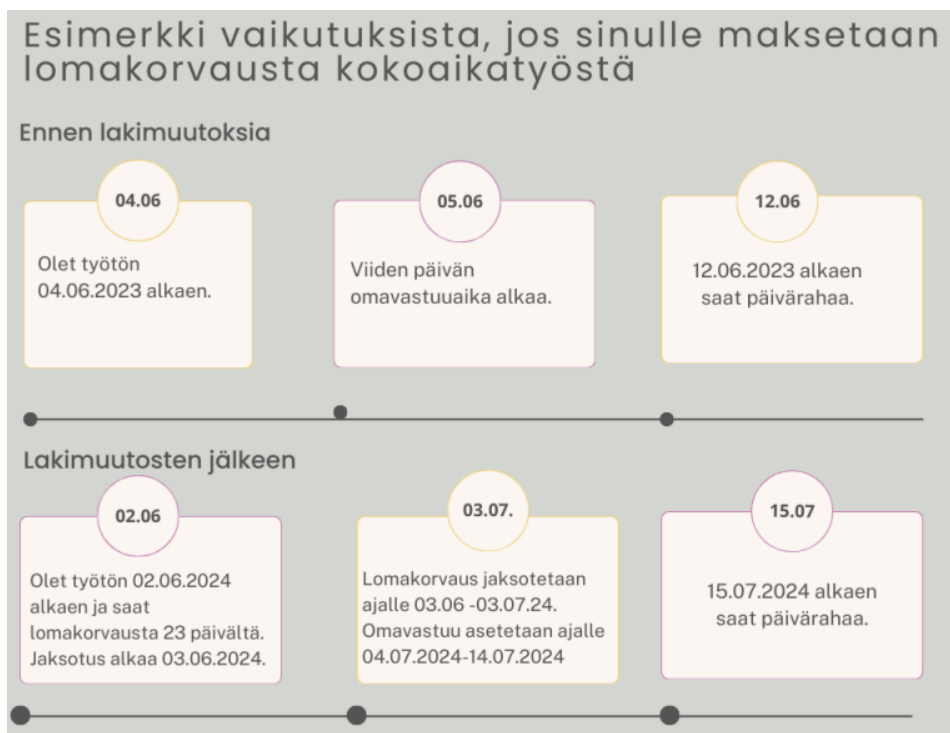 Esimerkki vaikutuksista, jos sinulle maksetaan
lomakorvausta kokoaikatyöstä
Ennen lakimuutoksia
04.06
Olet työtön
04.06.2023 alkaen.
05.06
Viiden päivän
omavastuuaika alkaa.
12.06
12.06.2023 alkaen
saat päivärahaa.
Lakimuutosten jälkeen
02.06
Olet työtön 02.06.2024
alkaen ja saat
lomakorvausta 23 päivältä.
Jaksotus alkaa 03.06.2024.
03.07.
Lomakorvaus jaksotetaan
ajalle 03.06 -03.07.24.
Omavastuu asetetaan ajalle
04.07.2024-14.07.2024
15.07
15.07.2024 alkaen
saat päivärahaa.